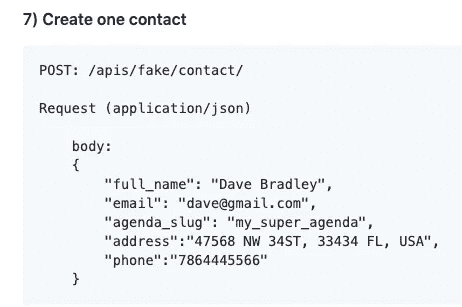 7) Create one contact
POST: /apis/fake/contact/
Request (application/json)
body:
{
"full_name": "Dave Bradley",
"email": "dave@gmail.com",
"agenda_slug": "my_super_agenda",
"address":"47568 NW 34ST, 33434 FL, USA",
"phone":"7864445566"
}